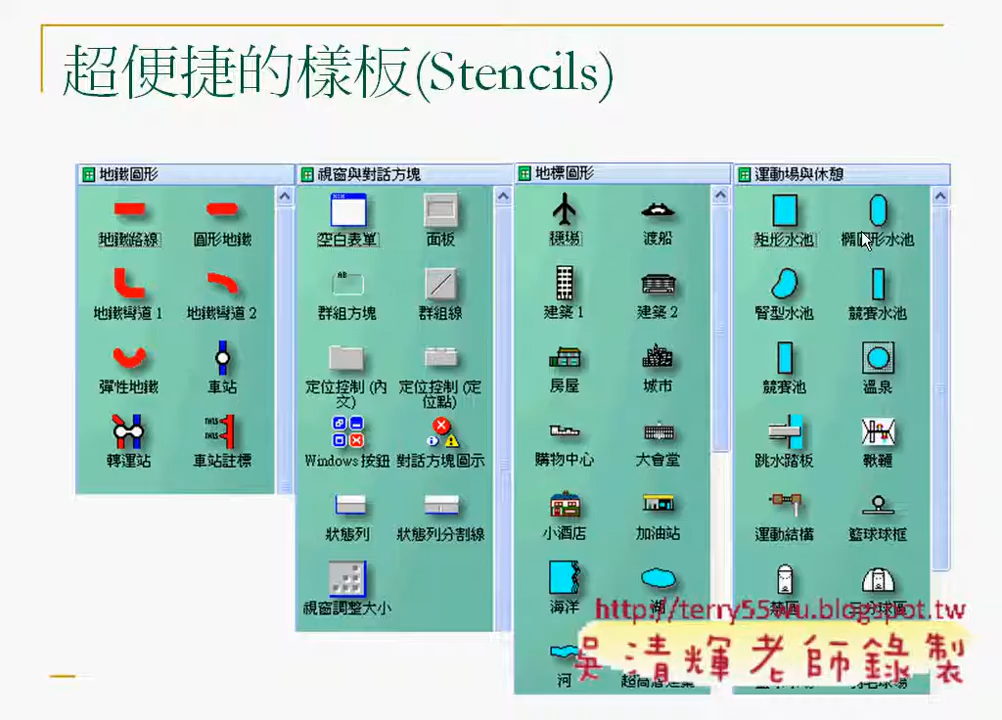 超便捷的樣板(Stencils)
地鐵圖形
地鐵路線 圓形地鐵
地鐵彎道 1 地鐵彎道 2
彈性地鐵 車站
轉運站 車站註標
視窗與對話方塊
空白表單 面板
群組方塊 群組線
定位控制 (內文) 定位控制 (定位點)
Windows 按鈕 對話方塊圖示
狀態列 狀態列分割線
視窗調整大小
地標圖形
機場 渡船
建築 1 建築 2
房屋 城市
購物中心 大會堂
小酒店 加油站
海洋 湖
河
運動場與休憩
矩形水池 橢圓形水池
腎型水池 競賽水池
競賽池 溫泉
跳水踏板 鞦韆
運動結構 籃球球框
http://terry55wu.blogspot.tw
吳清輝老師錄製